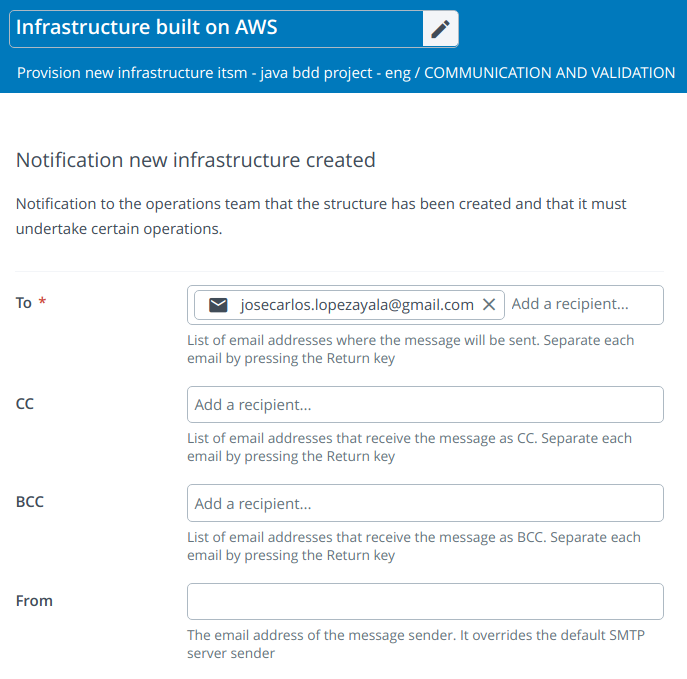 Infrastructure built on AWS
Provision new infrastructure itsm - java bdd project - eng / COMMUNICATION AND VALIDATION
Notification new infrastructure created
Notification to the operations team that the structure has been created and that it must
undertake certain operations.
To *
josecarlos.lopezayala@gmail.com Add a recipient...
List of email addresses where the message will be sent. Separate each
email by pressing the Return key
CC
Add a recipient...
List of email addresses that receive the message as CC. Separate each
email by pressing the Return key
BCC
Add a recipient...
List of email addresses that receive the message as BCC. Separate each
email by pressing the Return key
From
The email address of the message sender. It overrides the default SMTP
server sender